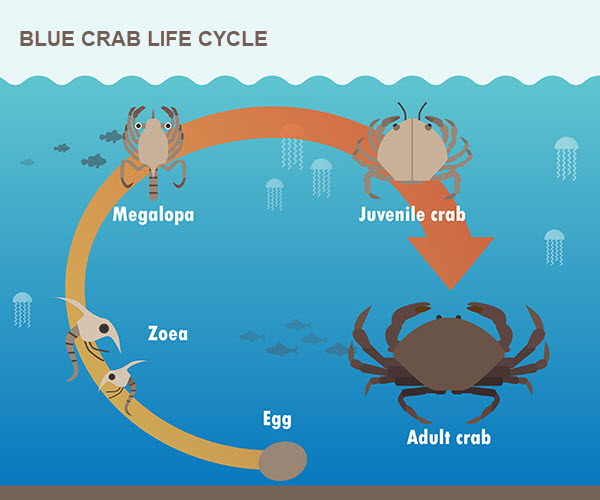 BLUE CRAB LIFE CYCLE
Megalopa
Juvenile crab
Zoea
Egg
Adult crab